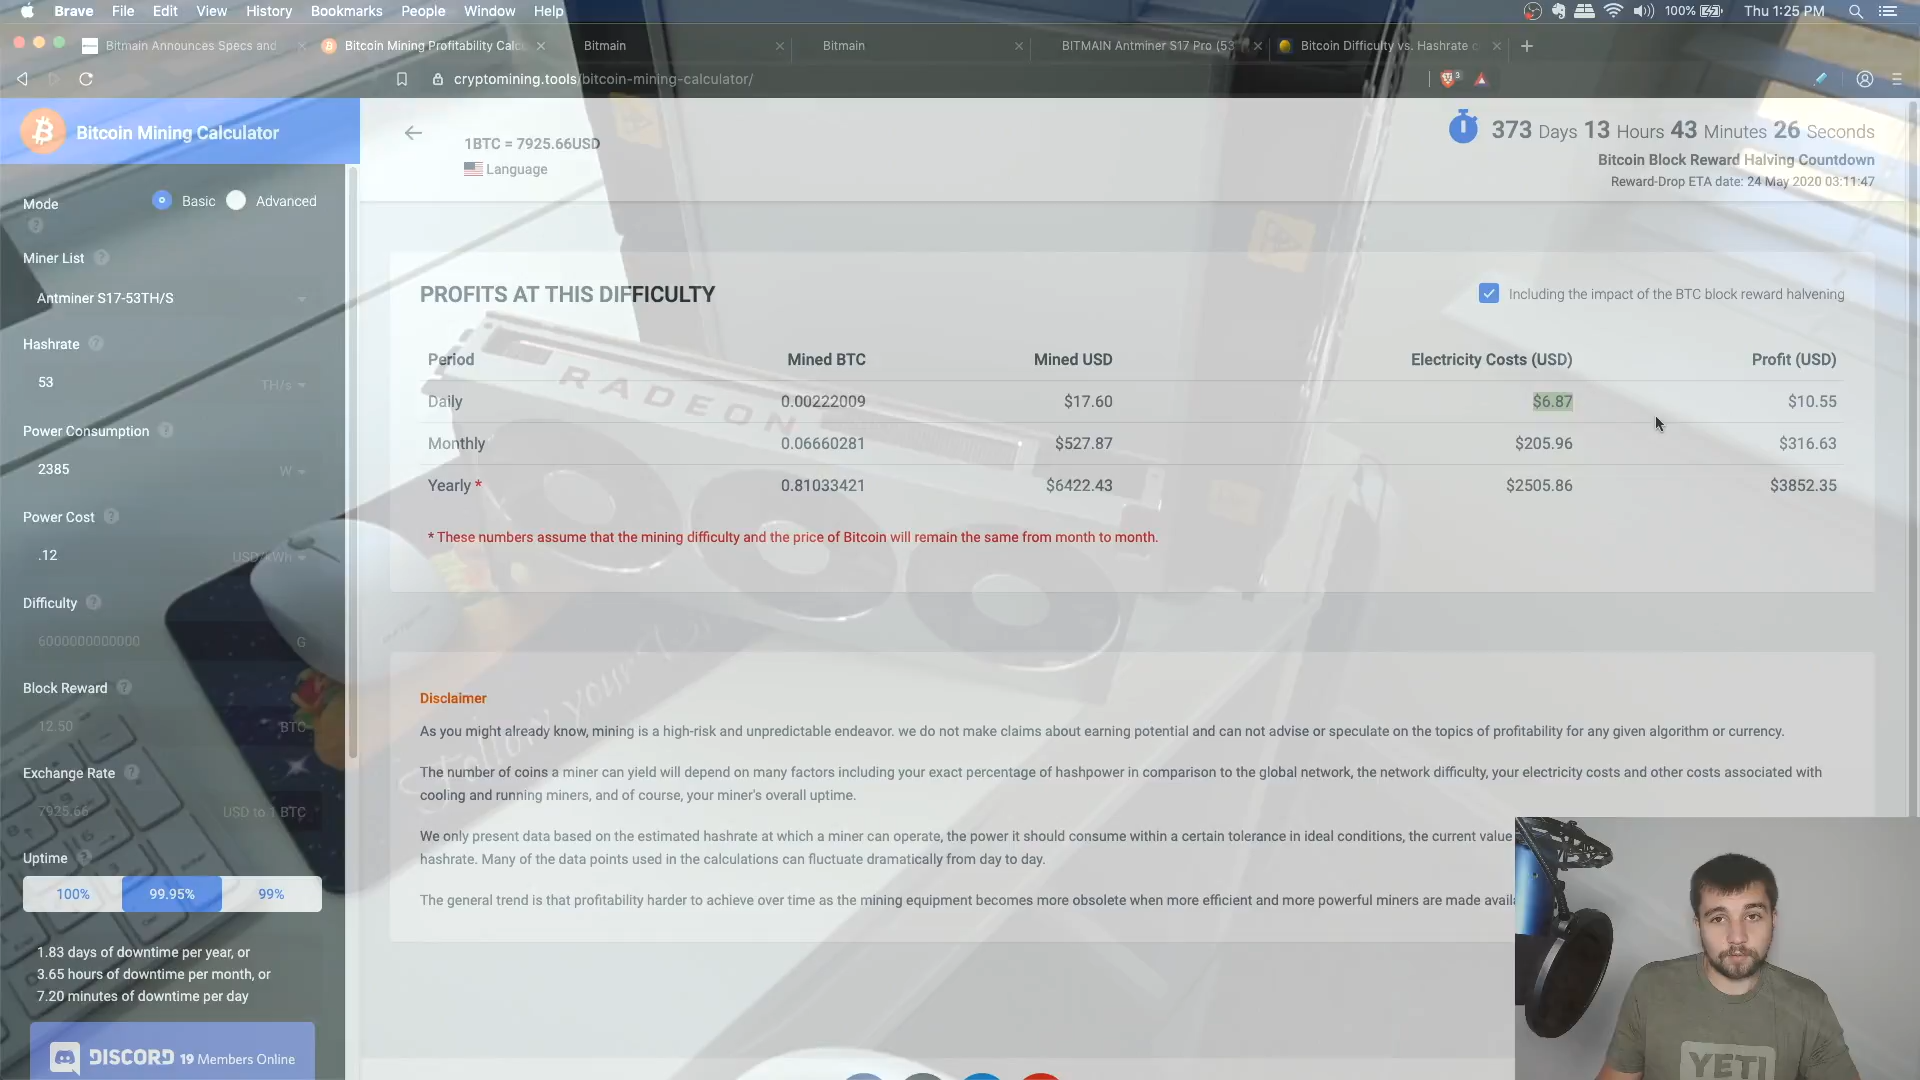 Brave File Edit View History Bookmarks People Window Help
100% Thu 1:25 PM
Bitmain Announces Specs and
Bitcoin Mining Profitability Calc
Bitmain
Bitmain
BITMAIN Antminer S17 Pro (53
Bitcoin Difficulty vs. Hashrate
cryptomining.tools/bitcoin-mining-calculator/
3
Bitcoin Mining Calculator
1BTC = 7925.66USD
Language
373 Days 13 Hours 43 Minutes 26 Seconds
Bitcoin Block Reward Halving Countdown
Reward-Drop ETA date: 24 May 2020 03:11:47
Mode
Basic Advanced
Miner List
Antminer S17-53TH/S
Hashrate
53 TH/s
Power Consumption
2385 W
Power Cost
.12 USD/kWh
Difficulty
6000000000000 G
Block Reward
12.50 BTC
Exchange Rate
7925.66 USD to 1 BTC
Uptime
100% 99.95% 99%
1.83 days of downtime per year, or
3.65 hours of downtime per month, or
7.20 minutes of downtime per day
DISCORD 19 Members Online
PROFITS AT THIS DIFFICULTY
Including the impact of the BTC block reward halvening
Period Mined BTC Mined USD Electricity Costs (USD) Profit (USD)
Daily 0.00222009 $17.60 $6.87 $10.55
Monthly 0.06660281 $527.87 $205.96 $316.63
Yearly * 0.81033421 $6422.43 $2505.86 $3852.35
* These numbers assume that the mining difficulty and the price of Bitcoin will remain the same from month to month.
RADEON
Disclaimer
As you might already know, mining is a high-risk and unpredictable endeavor. we do not make claims about earning potential and can not advise or speculate on the topics of profitability for any given algorithm or currency.
The number of coins a miner can yield will depend on many factors including your exact percentage of hashpower in comparison to the global network, the network difficulty, your electricity costs and other costs associated with
cooling and running miners, and of course, your miner's overall uptime.
We only present data based on the estimated hashrate at which a miner can operate, the power it should consume within a certain tolerance in ideal conditions, the current value
hashrate. Many of the data points used in the calculations can fluctuate dramatically from day to day.
The general trend is that profitability harder to achieve over time as the mining equipment becomes more obsolete when more efficient and more powerful miners are made
follow your
YETI